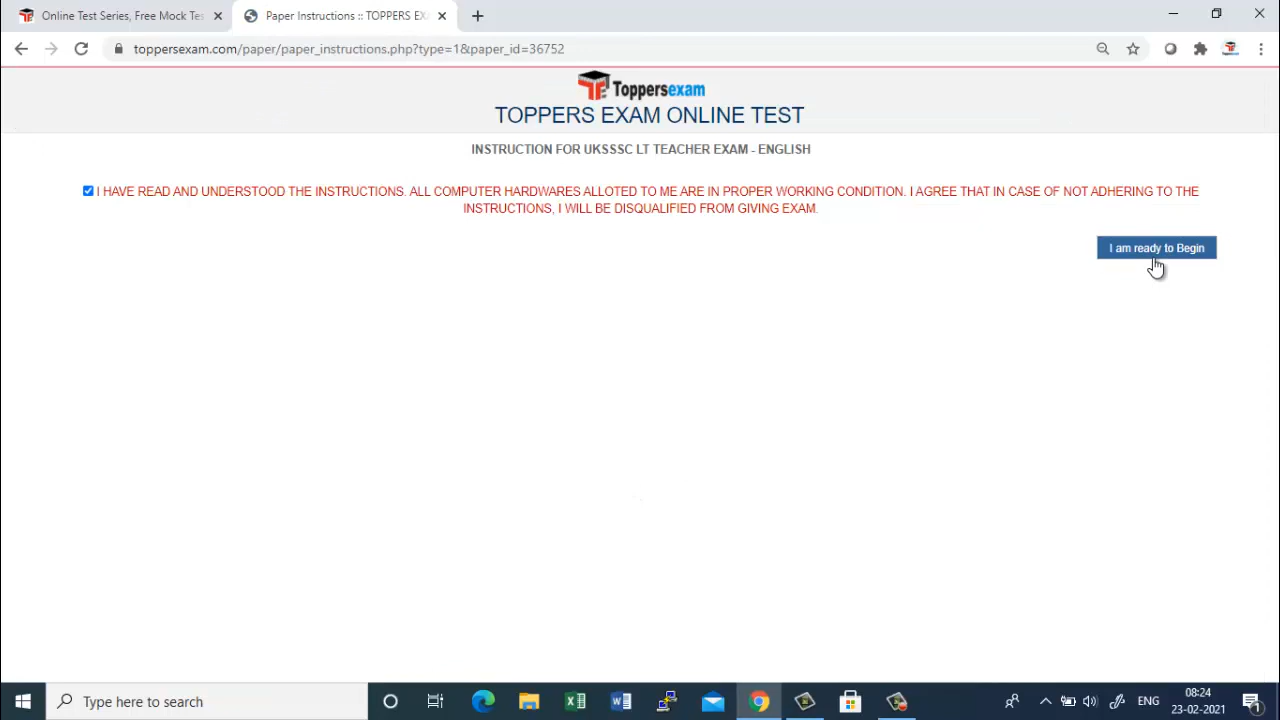 Online Test Series, Free Mock Tes
Paper Instructions :: TOPPERS EX
toppersexam.com/paper/paper_instructions.php?type=1&paper_id=36752
Toppersexam
TOPPERS EXAM ONLINE TEST
INSTRUCTION FOR UKSSSC LT TEACHER EXAM - ENGLISH
I HAVE READ AND UNDERSTOOD THE INSTRUCTIONS. ALL COMPUTER HARDWARES ALLOTED TO ME ARE IN PROPER WORKING CONDITION. I AGREE THAT IN CASE OF NOT ADHERING TO THE
INSTRUCTIONS, I WILL BE DISQUALIFIED FROM GIVING EXAM.
I am ready to Begin
Type here to search
ENG
08:24
23-02-2021
1